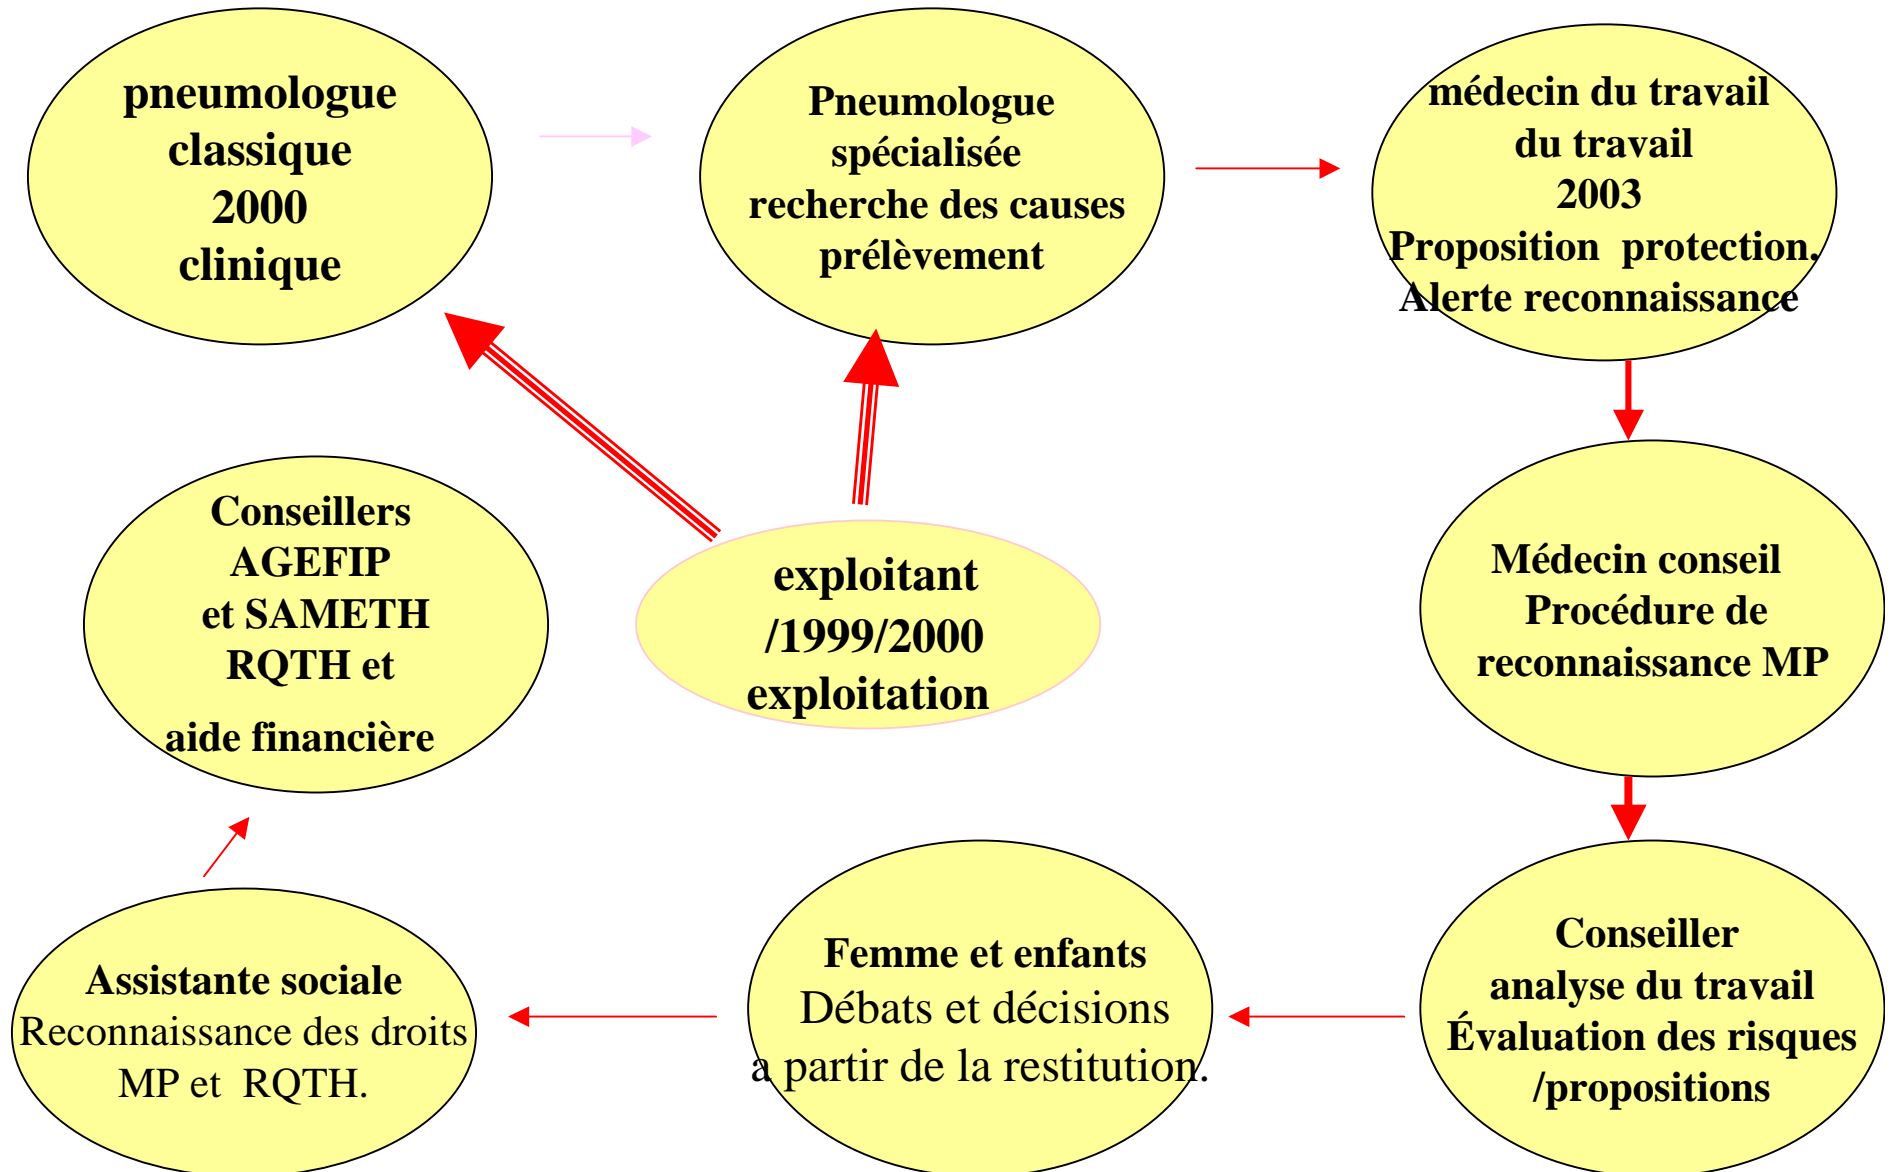 pneumologue
classique
2000
clinique
Pneumologue
spécialisée
recherche des causes
prélèvement
médecin du travail
du travail
2003
Proposition  protection.
Alerte reconnaissance
Conseillers
AGEFIP
et SAMETH
RQTH et
aide financière
exploitant
/1999/2000
exploitation
Médecin conseil
Procédure de
reconnaissance MP
Assistante sociale
Reconnaissance des droits
MP et  RQTH.
Femme et enfants
Débats et décisions
a partir de la restitution.
Conseiller
analyse du travail
Évaluation des risques
/propositions